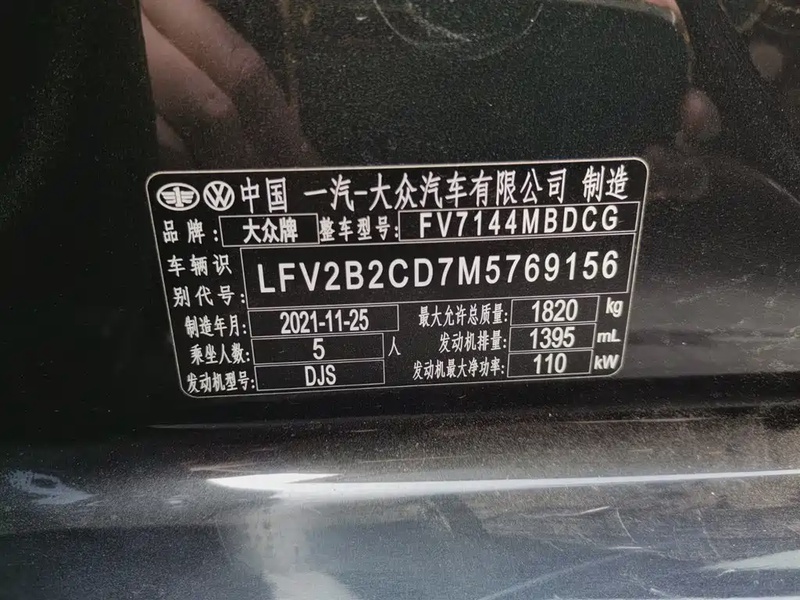 中国 一汽-大众汽车有限公司 制造
品牌: 大众牌 整车型号: FV7144MBDCG
车辆识别代号: LFV2B2CD7M5769156
制造年月: 2021-11-25 最大允许总质量: 1820 kg
乘坐人数: 5 人 发动机排量: 1395 mL
发动机型号: DJS 发动机最大净功率: 110 kW